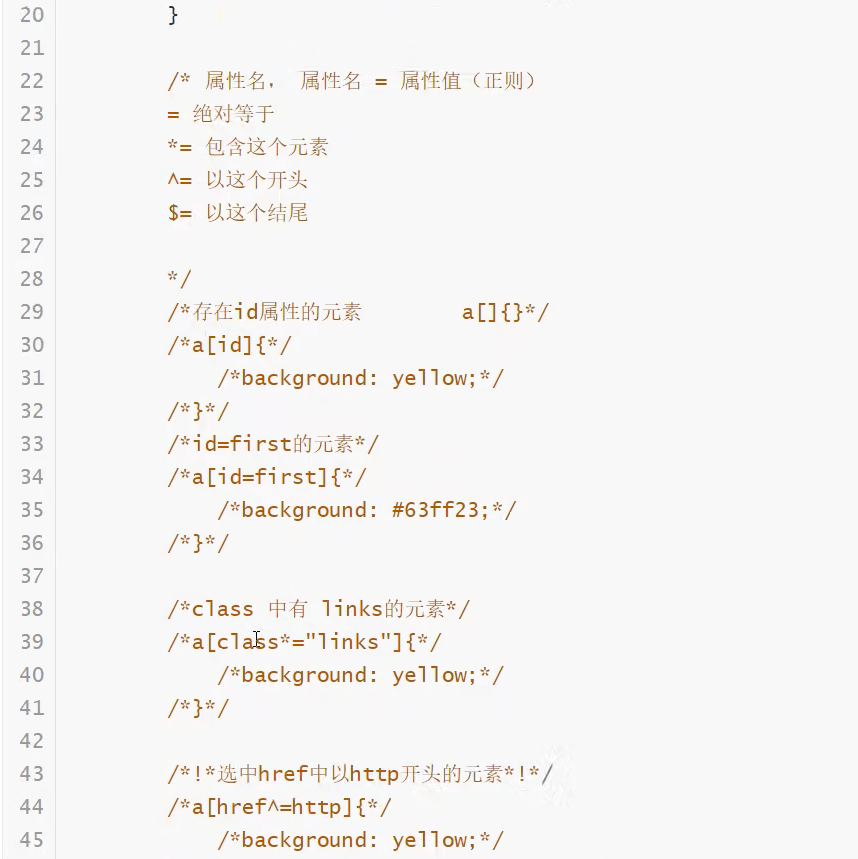 20 }
21
22 /* 属性名， 属性名 = 属性值（正则）
23 = 绝对等于
24 *= 包含这个元素
25 ^= 以这个开头
26 $= 以这个结尾
27
28 */
29 /*存在id属性的元素 a[]{}*/
30 /*a[id]{*/
31 /*background: yellow;*/
32 /*}*/
33 /*id=first的元素*/
34 /*a[id=first]{*/
35 /*background: #63ff23;*/
36 /*}*/
37
38 /*class 中有 links的元素*/
39 /*a[class*="links"]{*/
40 /*background: yellow;*/
41 /*}*/
42
43 /*!*选中href中以http开头的元素*!*/
44 /*a[href^=http]{*/
45 /*background: yellow;*/